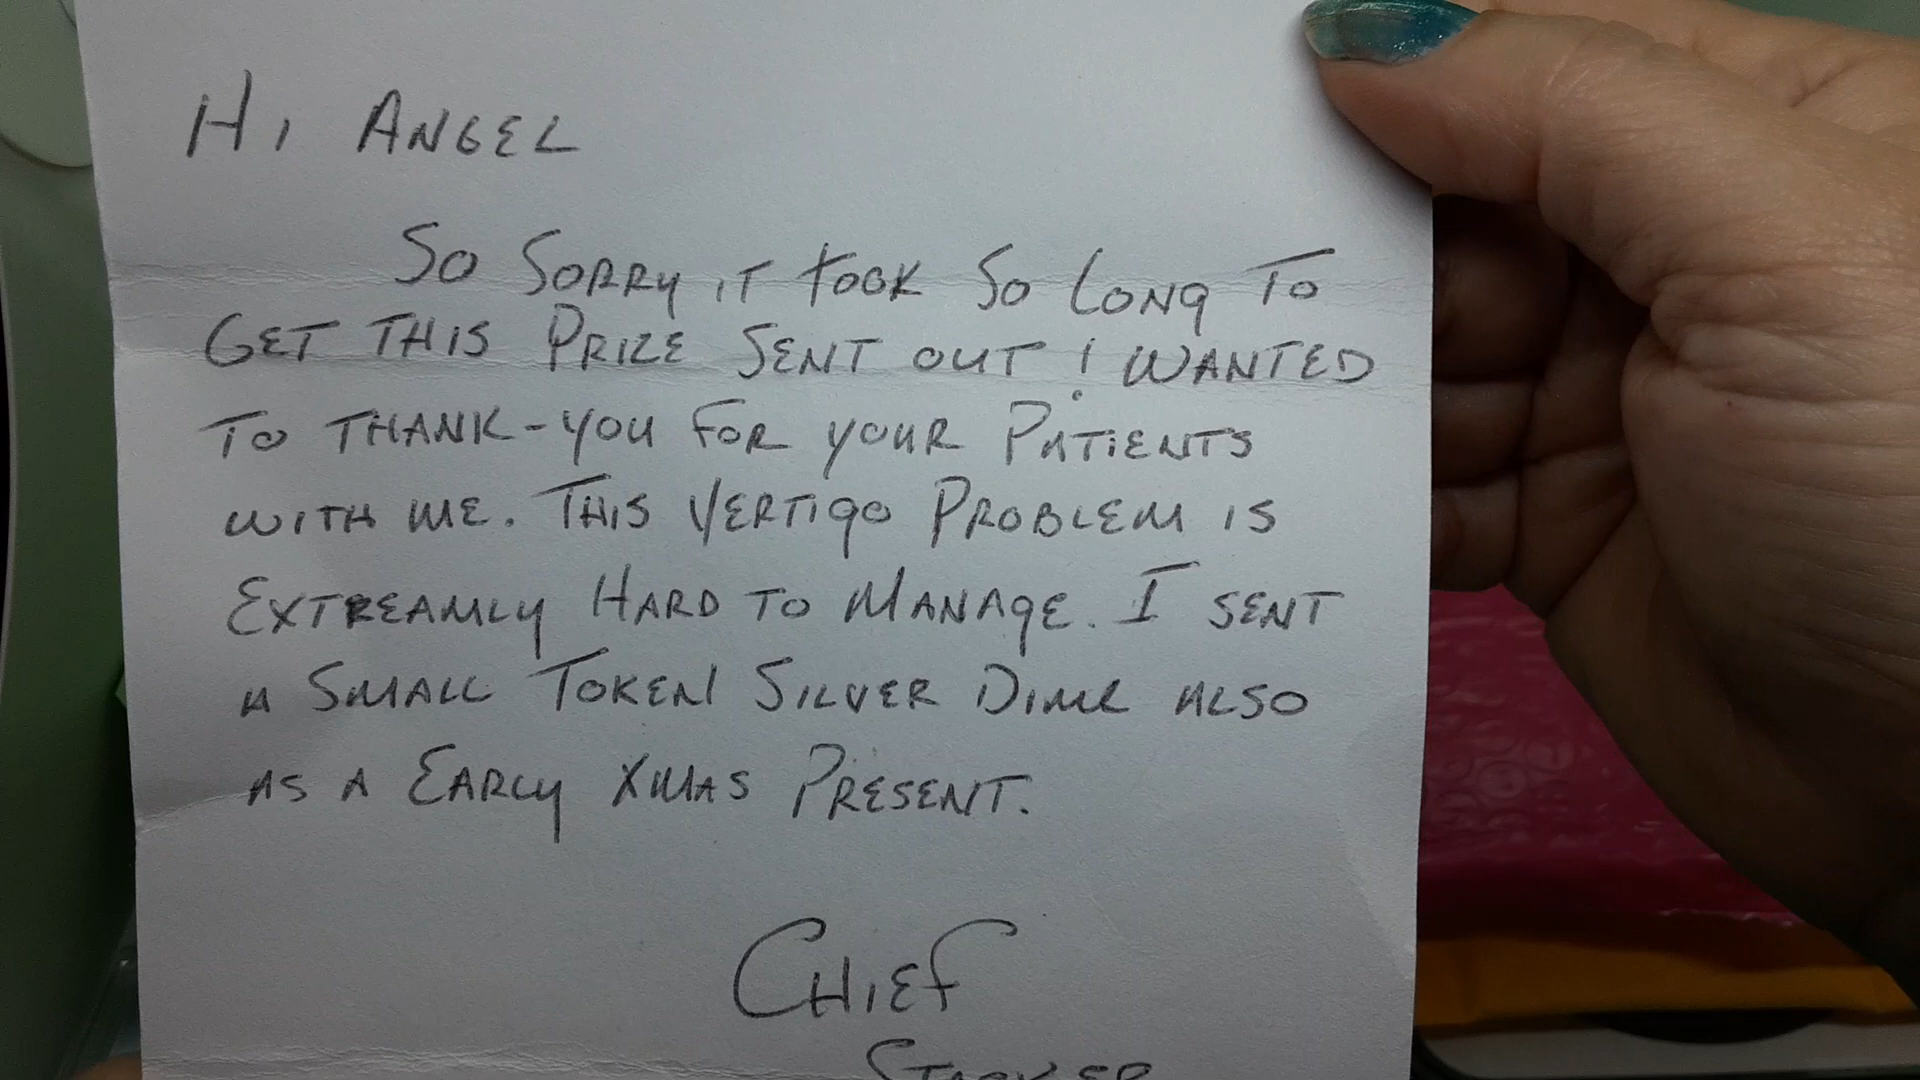 Hi ANGEL
So SORRY iT took So LONg To
GET THIS PRIZE SENT OUT! WANTED
To THANK-you FoR youR PATiENTS
WITH ME. THIS VERTIgo PROBLEM IS
EXTREAMLy HARD TO MANAgE. I SENT
A SMALL TOKEN SILVER DIME ALSO
AS A EARLy XMAS PRESENT.
CHIEF
STACKER